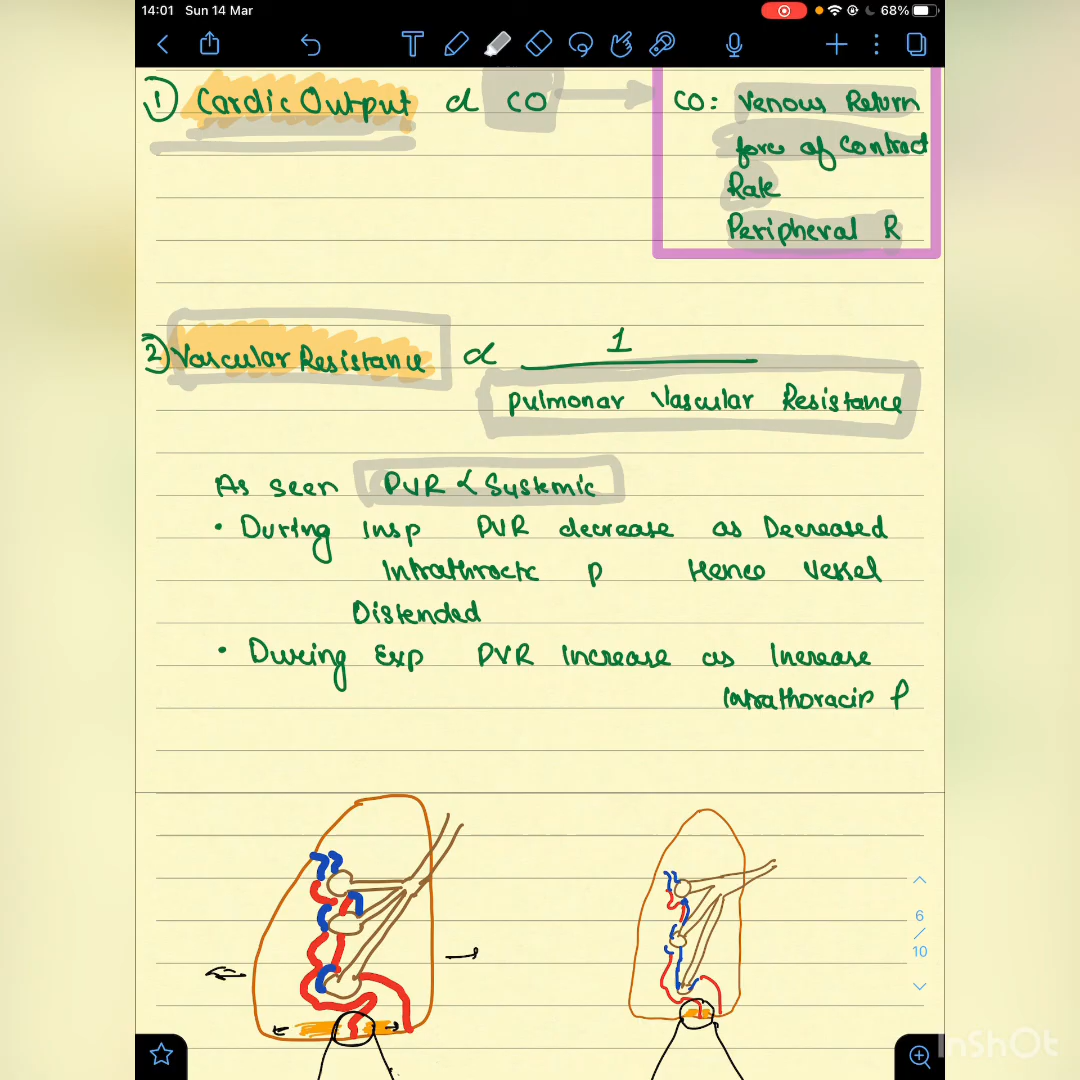 14:01 Sun 14 Mar 68%
1) Cardic Output α CO
CO: Venous Return
force of Contract
Rate
Peripheral R
2) Vascular Resistance α 1
pulmonar Vascular Resistance
As seen PVR < Systemic
• During Insp PVR decrease as Decreased
Intrathroctc p Hence Vessel
Distended
• During Exp PVR Increase as Increase
Intrathoracip P
6
/
10
InShOt